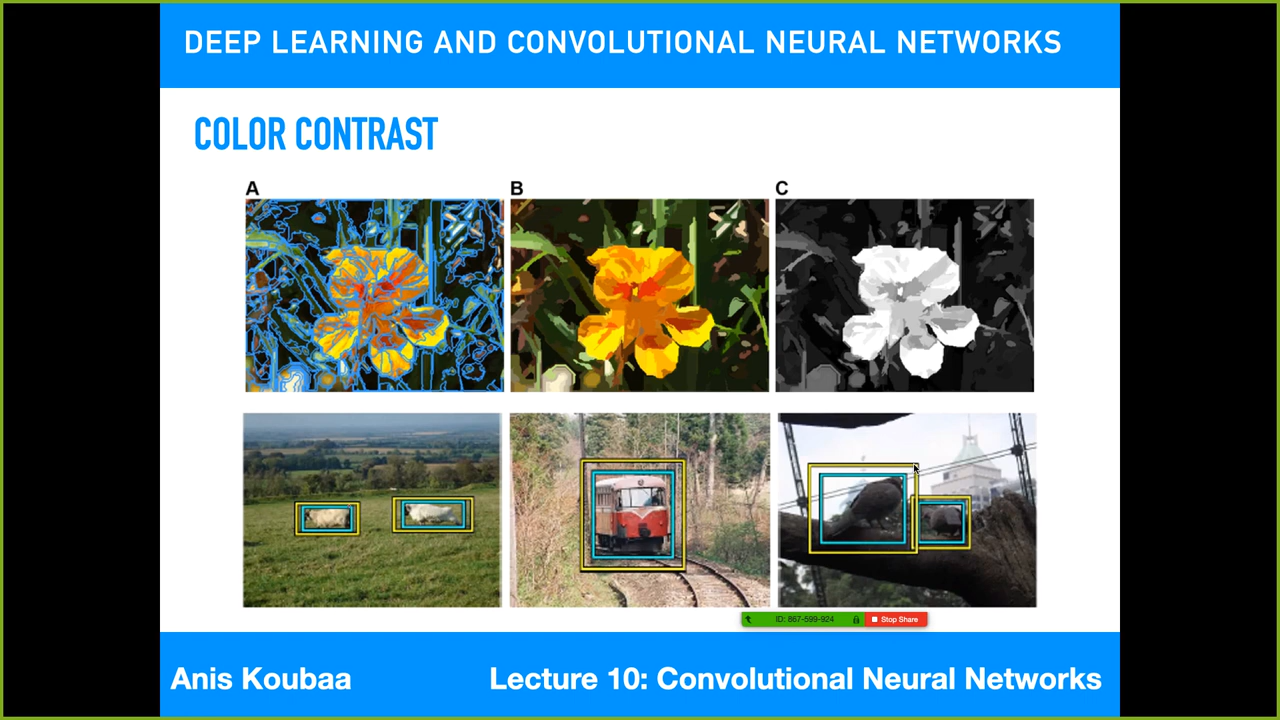 DEEP LEARNING AND CONVOLUTIONAL NEURAL NETWORKS
COLOR CONTRAST
A B C
ID: 867-599-924 Stop Share
Anis Koubaa Lecture 10: Convolutional Neural Networks